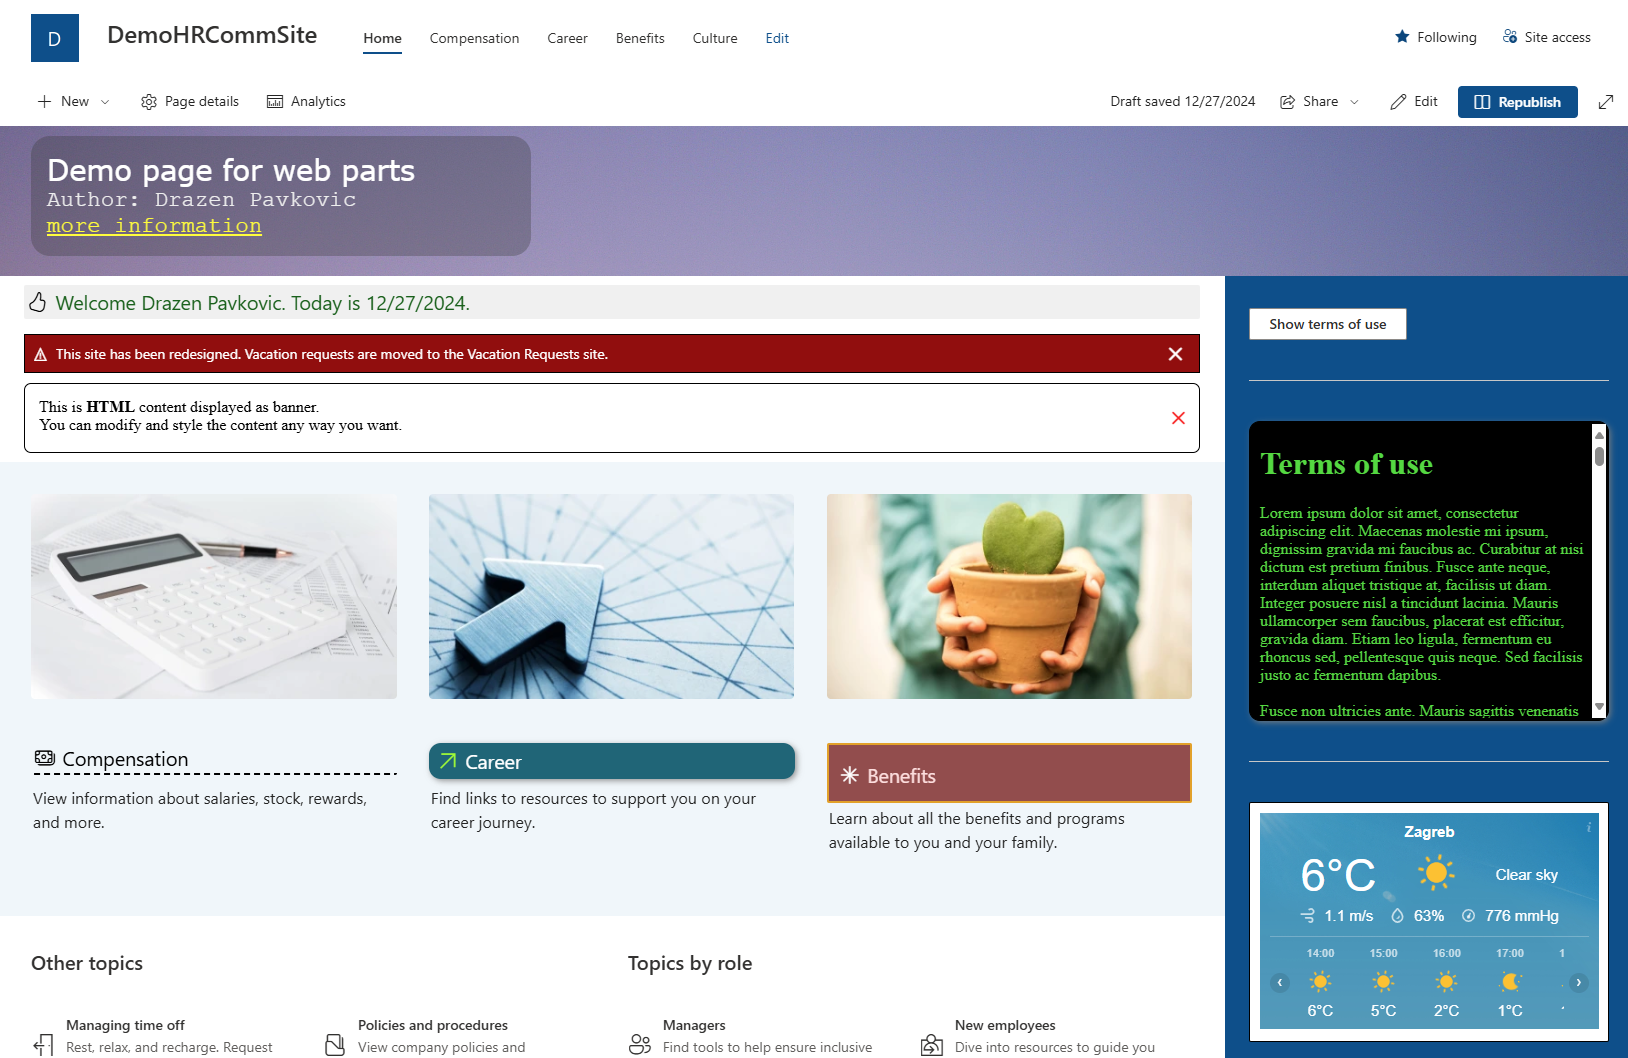 D
DemoHRCommSite
Home
Compensation
Career
Benefits
Culture
Edit
Following
Site access
New
Page details
Analytics
Draft saved 12/27/2024
Share
Edit
Republish
Demo page for web parts
Author: Drazen Pavkovic
more information
Welcome Drazen Pavkovic. Today is 12/27/2024.
This site has been redesigned. Vacation requests are moved to the Vacation Requests site.
This is HTML content displayed as banner.
You can modify and style the content any way you want.
Compensation
View information about salaries, stock, rewards,
and more.
Career
Find links to resources to support you on your
career journey.
Benefits
Learn about all the benefits and programs
available to you and your family.
Other topics
Managing time off
Rest, relax, and recharge. Request
Policies and procedures
View company policies and
Topics by role
Managers
Find tools to help ensure inclusive
New employees
Dive into resources to guide you
Show terms of use
Terms of use
Lorem ipsum dolor sit amet, consectetur
adipiscing elit. Maecenas molestie mi ipsum,
dignissim gravida mi faucibus ac. Curabitur at nisi
dictum est pretium finibus. Fusce ante neque,
interdum aliquet tristique at, facilisis ut diam.
Integer posuere nisl a tincidunt lacinia. Mauris
ullamcorper sem faucibus, placerat est efficitur,
gravida diam. Etiam leo ligula, fermentum eu
rhoncus sed, pellentesque quis neque. Sed facilisis
justo ac fermentum dapibus.
Fusce non ultricies ante. Mauris sagittis venenatis
Zagreb
i
6°C
Clear sky
1.1 m/s
63%
776 mmHg
14:00 15:00 16:00 17:00 1
6°C 5°C 2°C 1°C